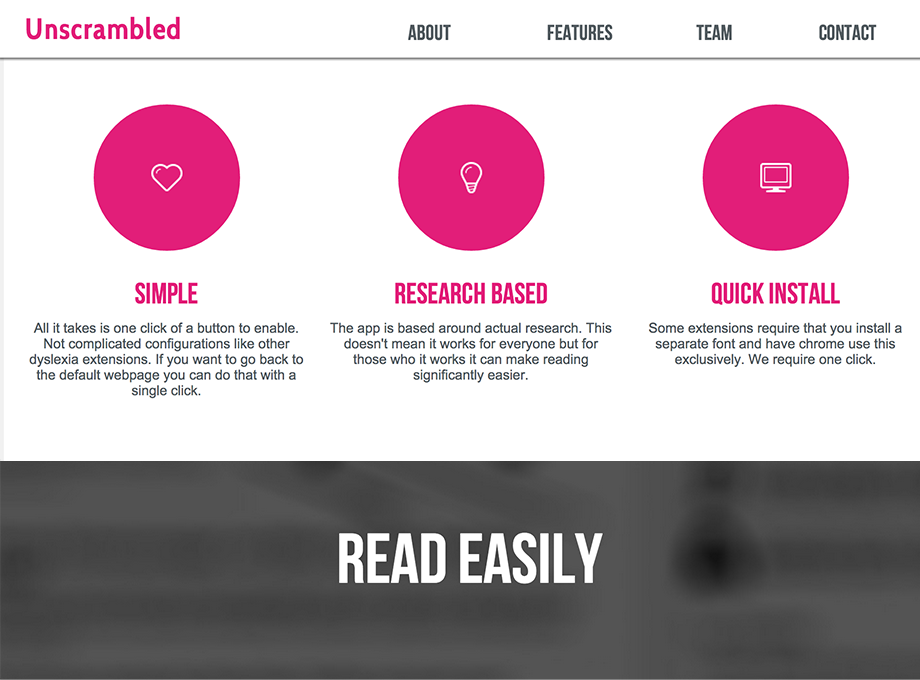 Unscrambled
ABOUT
FEATURES
TEAM
CONTACT
SIMPLE
All it takes is one click of a button to enable.
Not complicated configurations like other
dyslexia extensions. If you want to go back to
the default webpage you can do that with a
single click.
RESEARCH BASED
The app is based around actual research. This
doesn't mean it works for everyone but for
those who it works it can make reading
significantly easier.
QUICK INSTALL
Some extensions require that you install a
separate font and have chrome use this
exclusively. We require one click.
READ EASILY